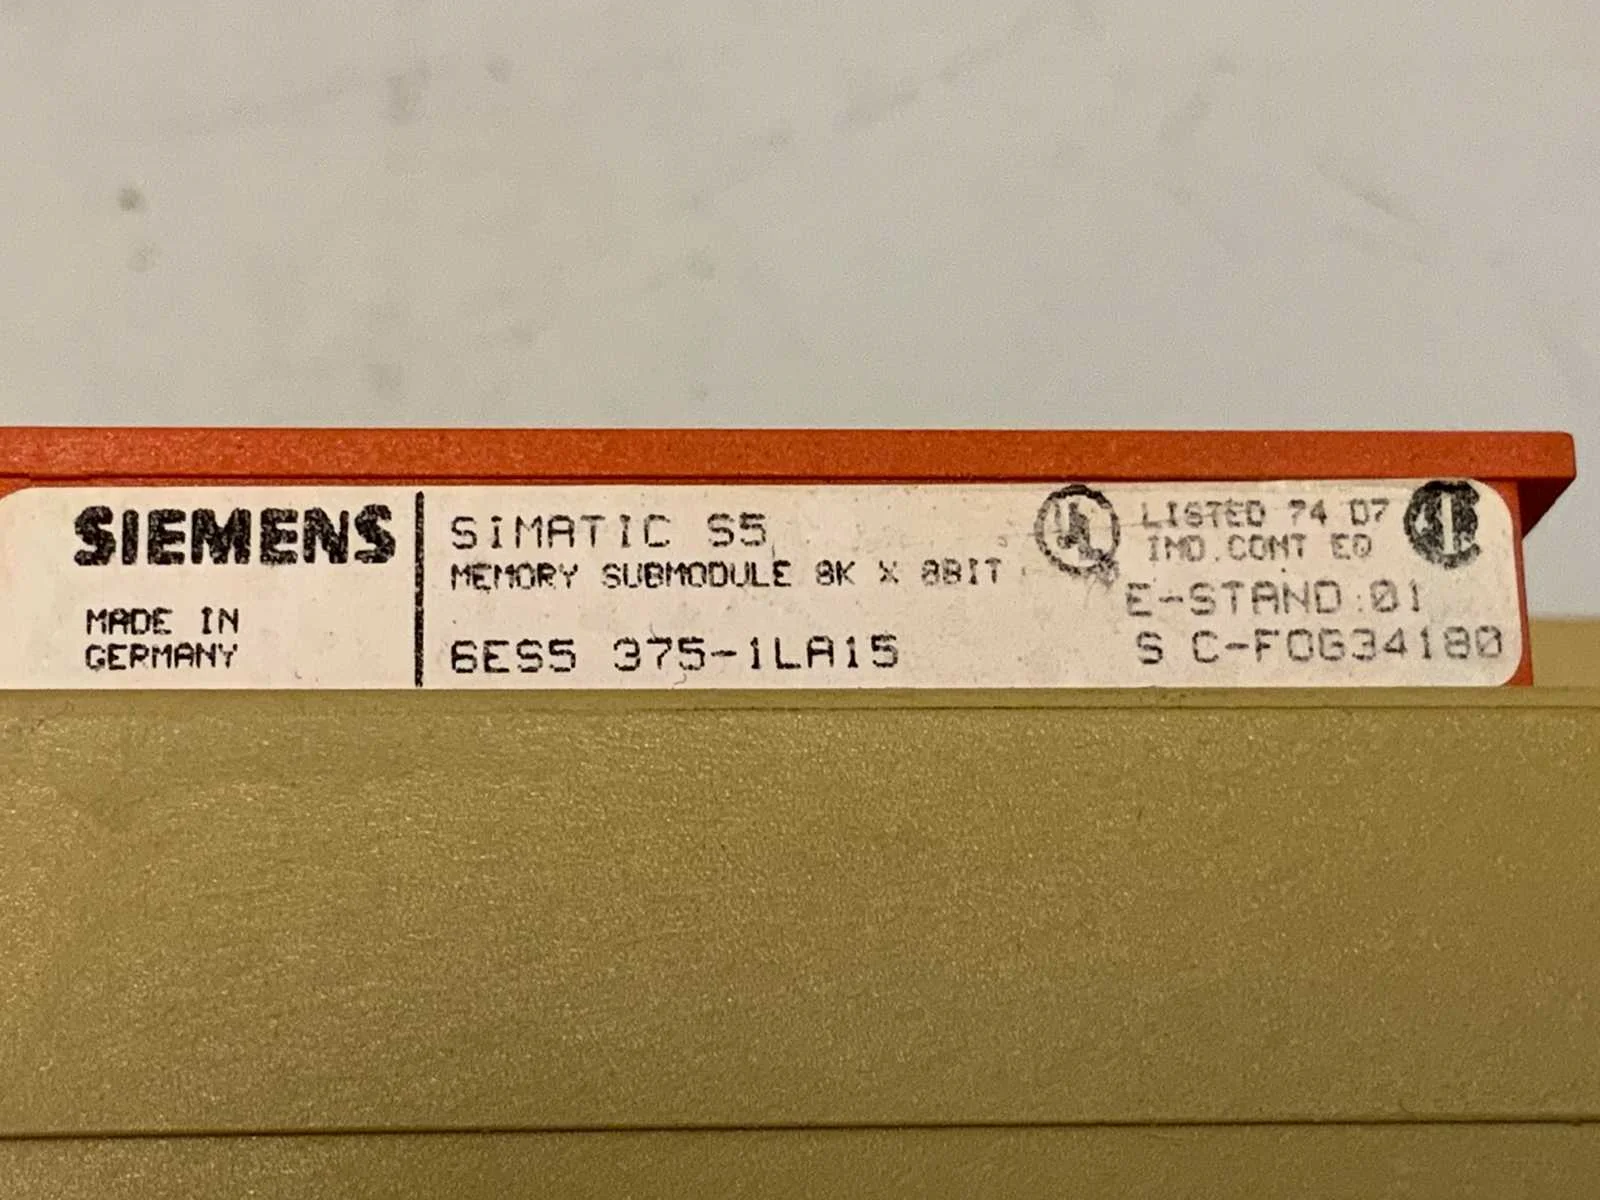 SIEMENS
MADE IN
GERMANY
SIMATIC S5
MEMORY SUBMODULE 8K X 8BIT
6ES5 375-1LA15
UL
LISTED 74 D7
IND.CONT EQ
E-STAND:01
S C-F0G34180